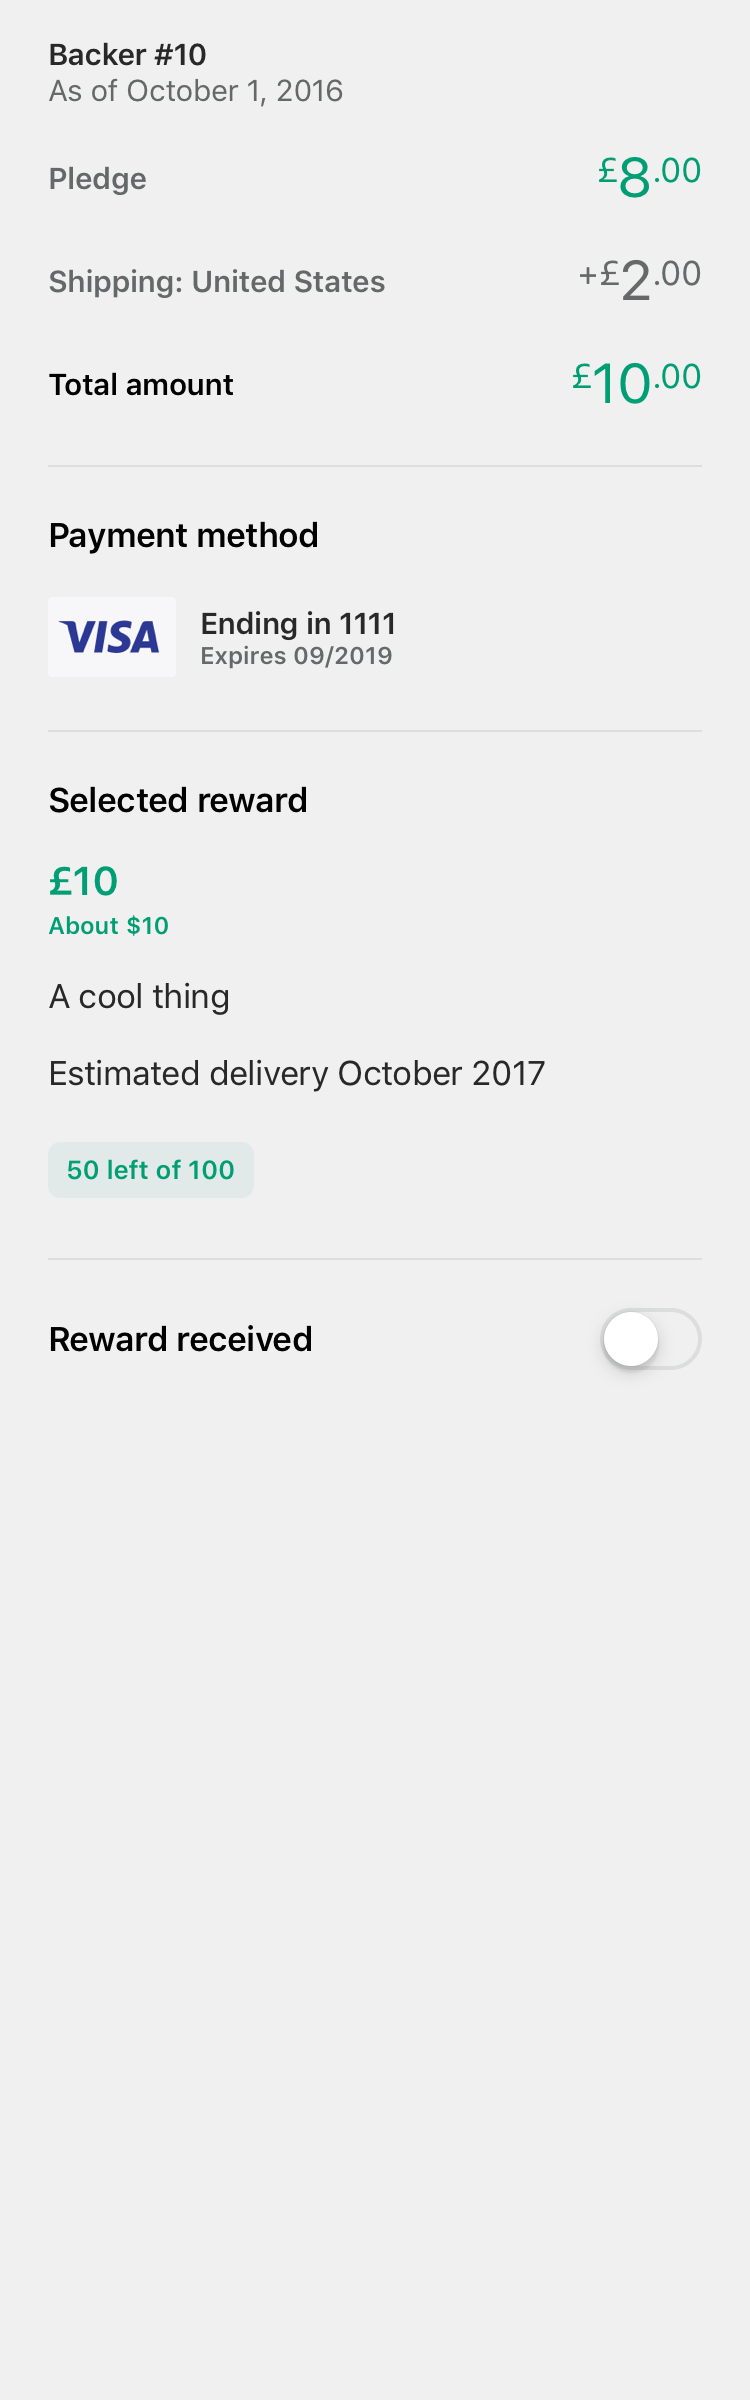 Backer #10
As of October 1, 2016
Pledge £8.00
Shipping: United States +£2.00
Total amount £10.00
Payment method
VISA
Ending in 1111
Expires 09/2019
Selected reward
£10
About $10
A cool thing
Estimated delivery October 2017
50 left of 100
Reward received